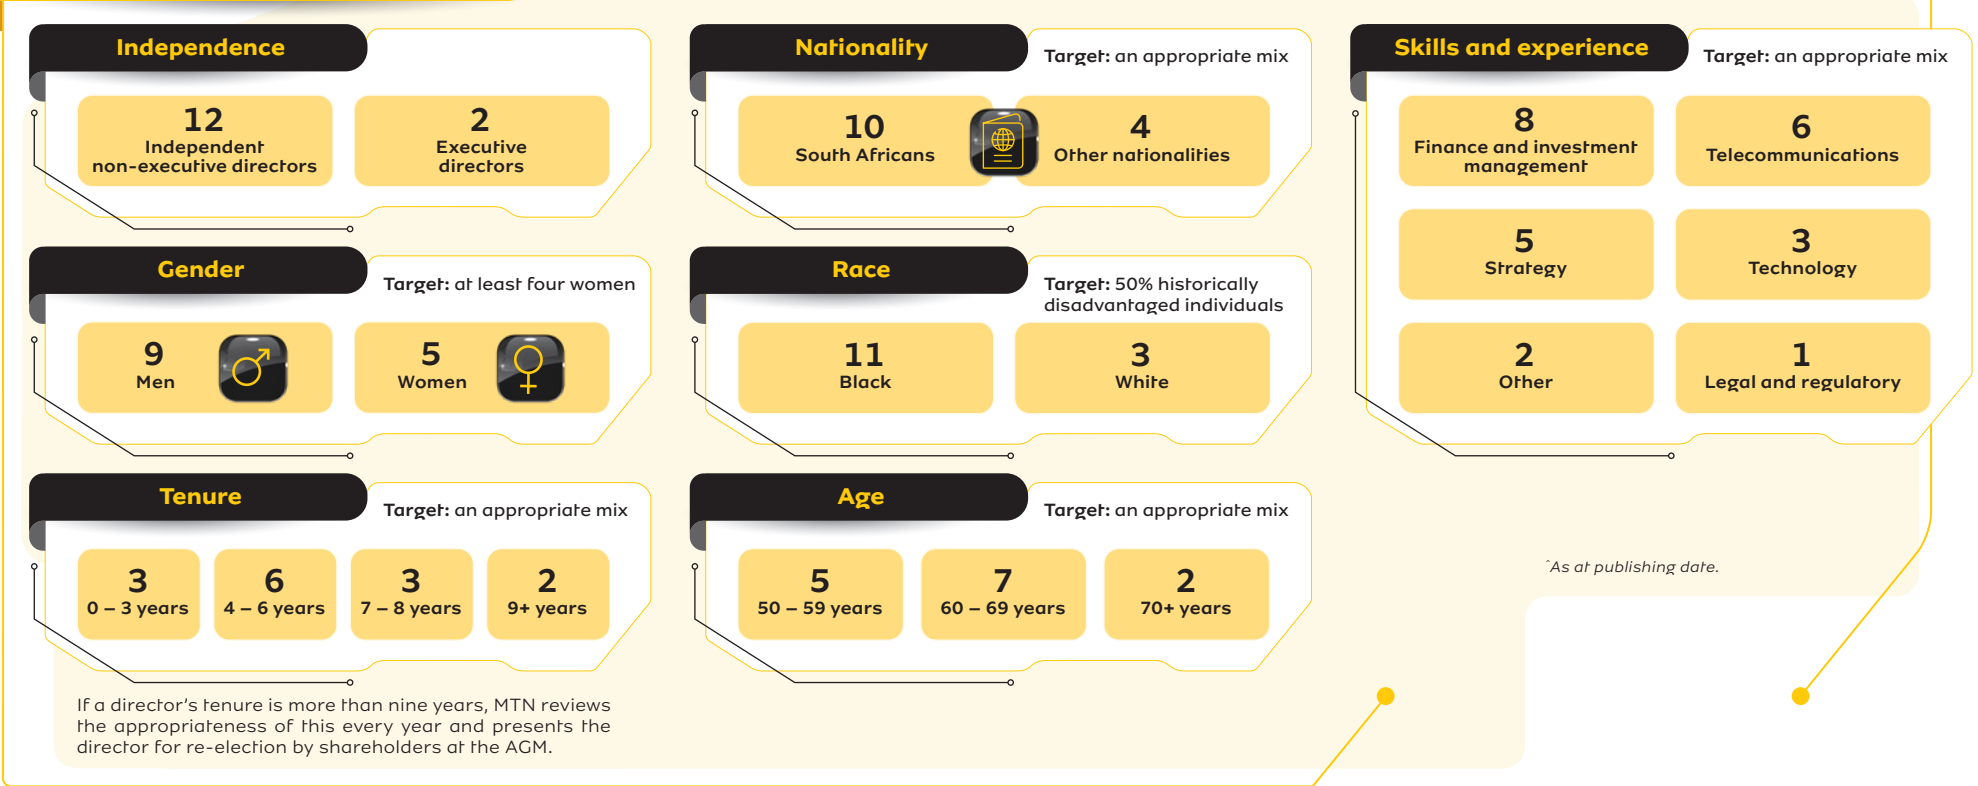 Independence
12
Independent
non-executive directors
2
Executive
directors
Nationality
Target: an appropriate mix
10
South Africans
4
Other nationalities
Skills and experience
Target: an appropriate mix
8
Finance and investment
management
6
Telecommunications
5
Strategy
3
Technology
2
Other
1
Legal and regulatory
Gender
Target: at least four women
9
Men
5
Women
Race
Target: 50% historically
disadvantaged individuals
11
Black
3
White
Tenure
Target: an appropriate mix
3
0 – 3 years
6
4 – 6 years
3
7 – 8 years
2
9+ years
If a director's tenure is more than nine years, MTN reviews
the appropriateness of this every year and presents the
director for re-election by shareholders at the AGM.
Age
Target: an appropriate mix
5
50 – 59 years
7
60 – 69 years
2
70+ years
^As at publishing date.